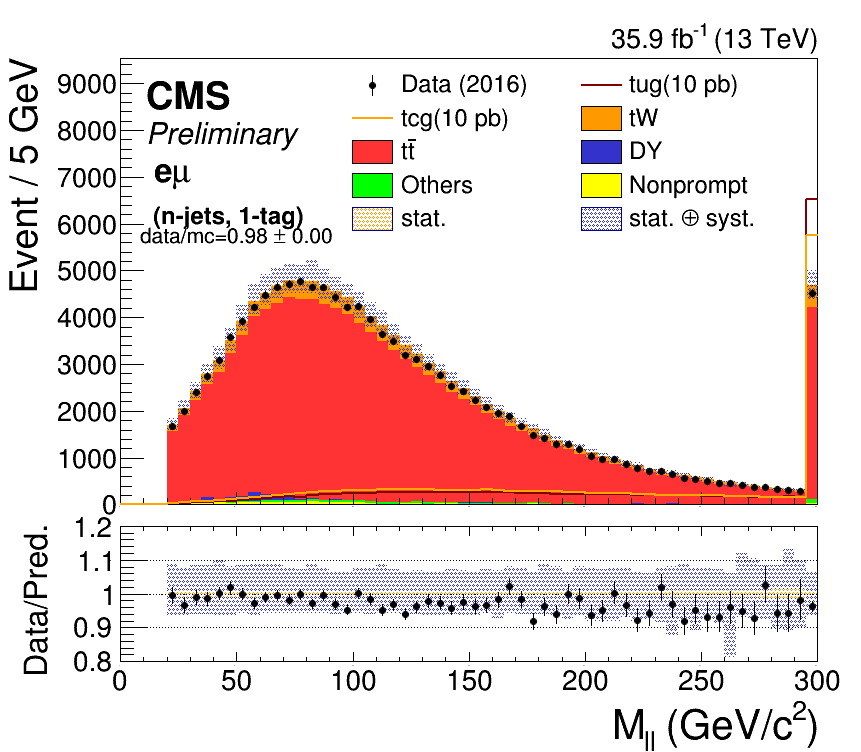 35.9 fb⁻¹ (13 TeV)
Event / 5 GeV
9000
8000
7000
6000
5000
4000
3000
2000
1000
0
CMS
Preliminary
eμ
(n-jets, 1-tag)
data/mc=0.98 ± 0.00
Data (2016)
tug(10 pb)
tcg(10 pb)
tW
tt̄
DY
Others
Nonprompt
stat.
stat. ⊕ syst.
Data/Pred.
1.2
1.1
1
0.9
0.8
0 50 100 150 200 250 300
M_ll (GeV/c²)